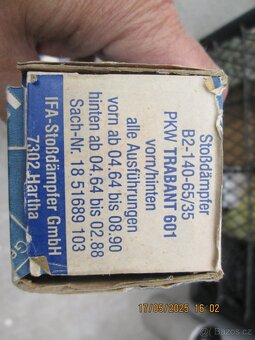 Stoßdämpfer
B2-140-65/35
PKW TRABANT 601
vorn/hinten
alle Ausführungen
vorn ab 04.64 bis 08.90
hinten ab 04.64 bis 02.88
Sach-Nr. 18 51689 103
IFA-Stoßdämpfer GmbH
7302 Hartha
17/05/2025 16:02
Bazoš.cz